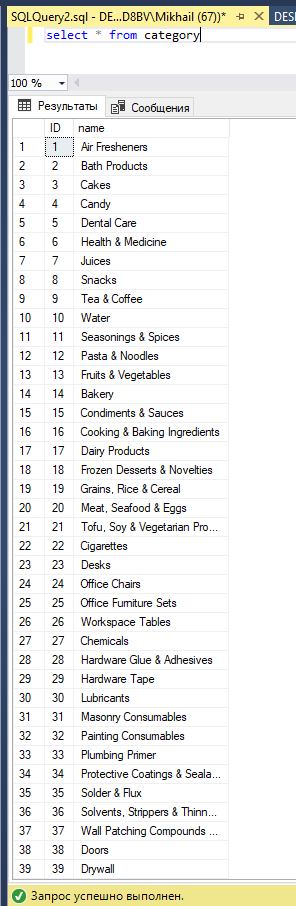 SQLQuery2.sql - DE...D8BV\Mikhail (67))* DESI
select * from category
100 %
Результаты Сообщения
ID name
1 1 Air Fresheners
2 2 Bath Products
3 3 Cakes
4 4 Candy
5 5 Dental Care
6 6 Health & Medicine
7 7 Juices
8 8 Snacks
9 9 Tea & Coffee
10 10 Water
11 11 Seasonings & Spices
12 12 Pasta & Noodles
13 13 Fruits & Vegetables
14 14 Bakery
15 15 Condiments & Sauces
16 16 Cooking & Baking Ingredients
17 17 Dairy Products
18 18 Frozen Desserts & Novelties
19 19 Grains, Rice & Cereal
20 20 Meat, Seafood & Eggs
21 21 Tofu, Soy & Vegetarian Pro...
22 22 Cigarettes
23 23 Desks
24 24 Office Chairs
25 25 Office Furniture Sets
26 26 Workspace Tables
27 27 Chemicals
28 28 Hardware Glue & Adhesives
29 29 Hardware Tape
30 30 Lubricants
31 31 Masonry Consumables
32 32 Painting Consumables
33 33 Plumbing Primer
34 34 Protective Coatings & Seala...
35 35 Solder & Flux
36 36 Solvents, Strippers & Thinn...
37 37 Wall Patching Compounds ...
38 38 Doors
39 39 Drywall
Запрос успешно выполнен.